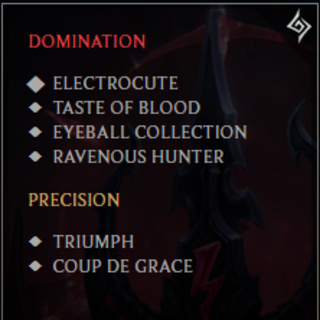 DOMINATION
ELECTROCUTE
TASTE OF BLOOD
EYEBALL COLLECTION
RAVENOUS HUNTER
PRECISION
TRIUMPH
COUP DE GRACE